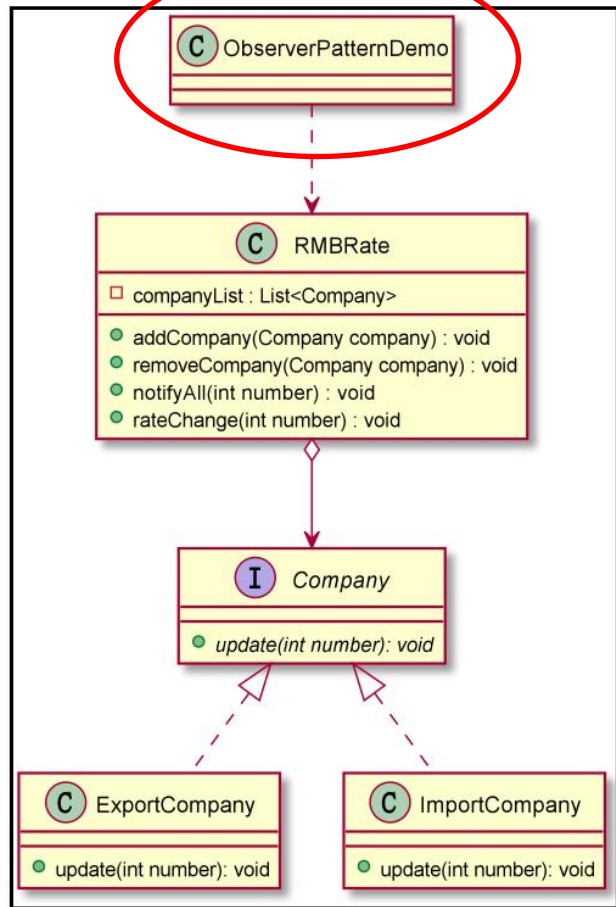 C ObserverPatternDemo
C RMBRate
companyList : List<Company>
addCompany(Company company) : void
removeCompany(Company company) : void
notifyAll(int number) : void
rateChange(int number) : void
I Company
update(int number): void
C ExportCompany
update(int number): void
C ImportCompany
update(int number): void